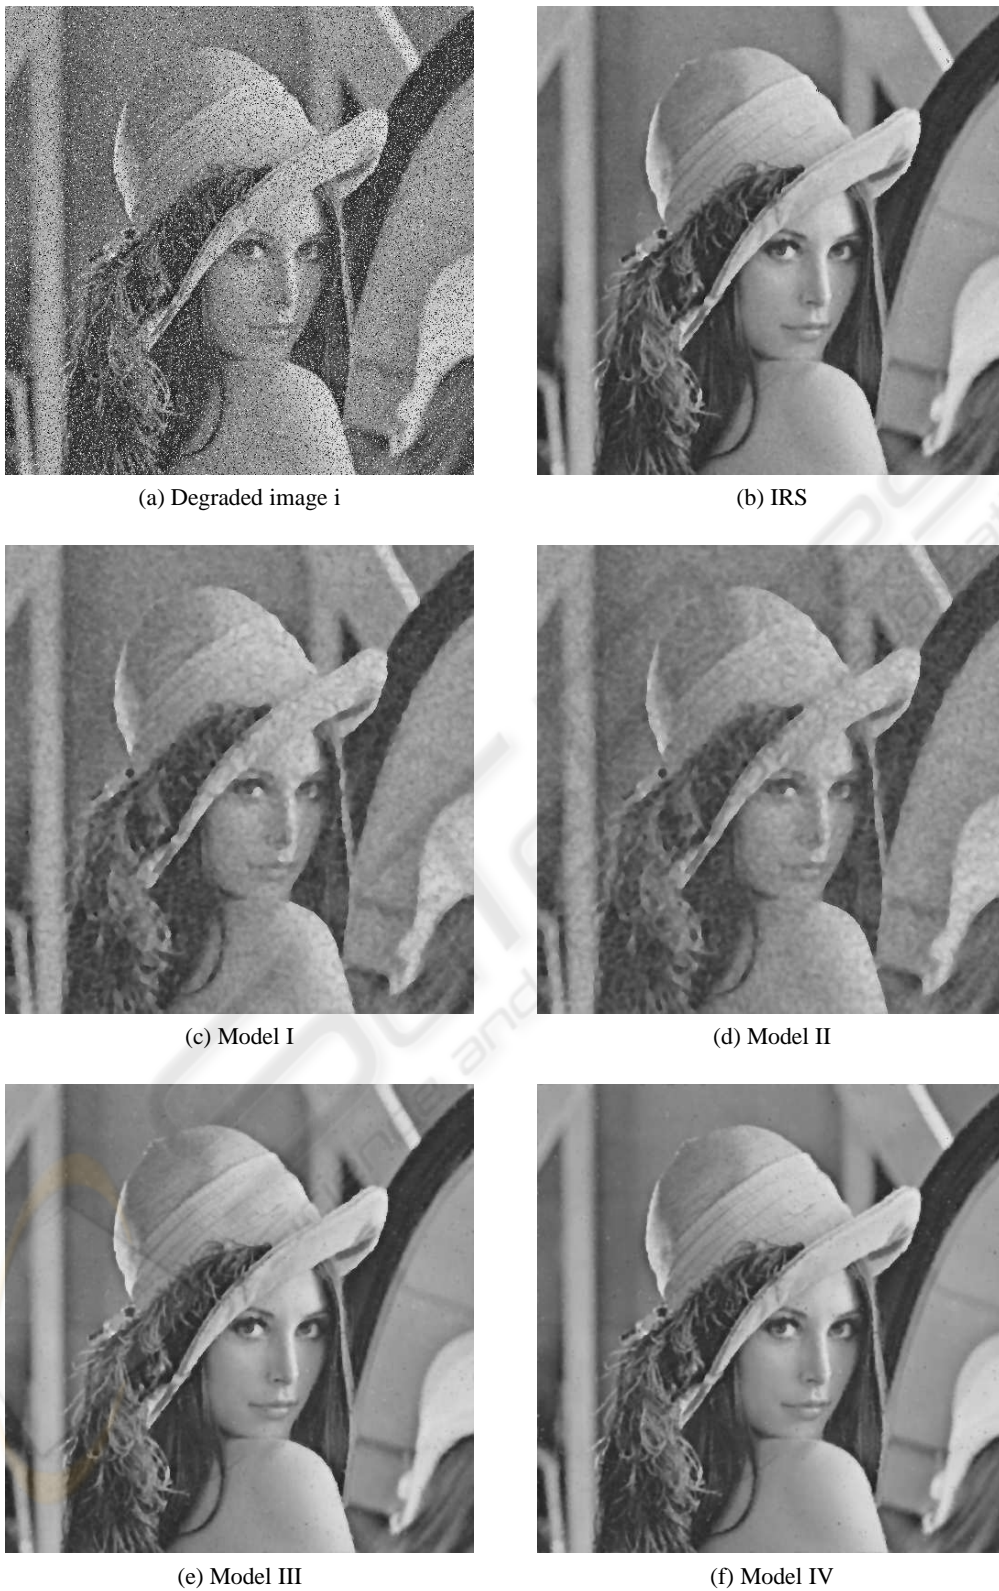 (a) Degraded image i
(b) IRS
(c) Model I
(d) Model II
(e) Model III
(f) Model IV